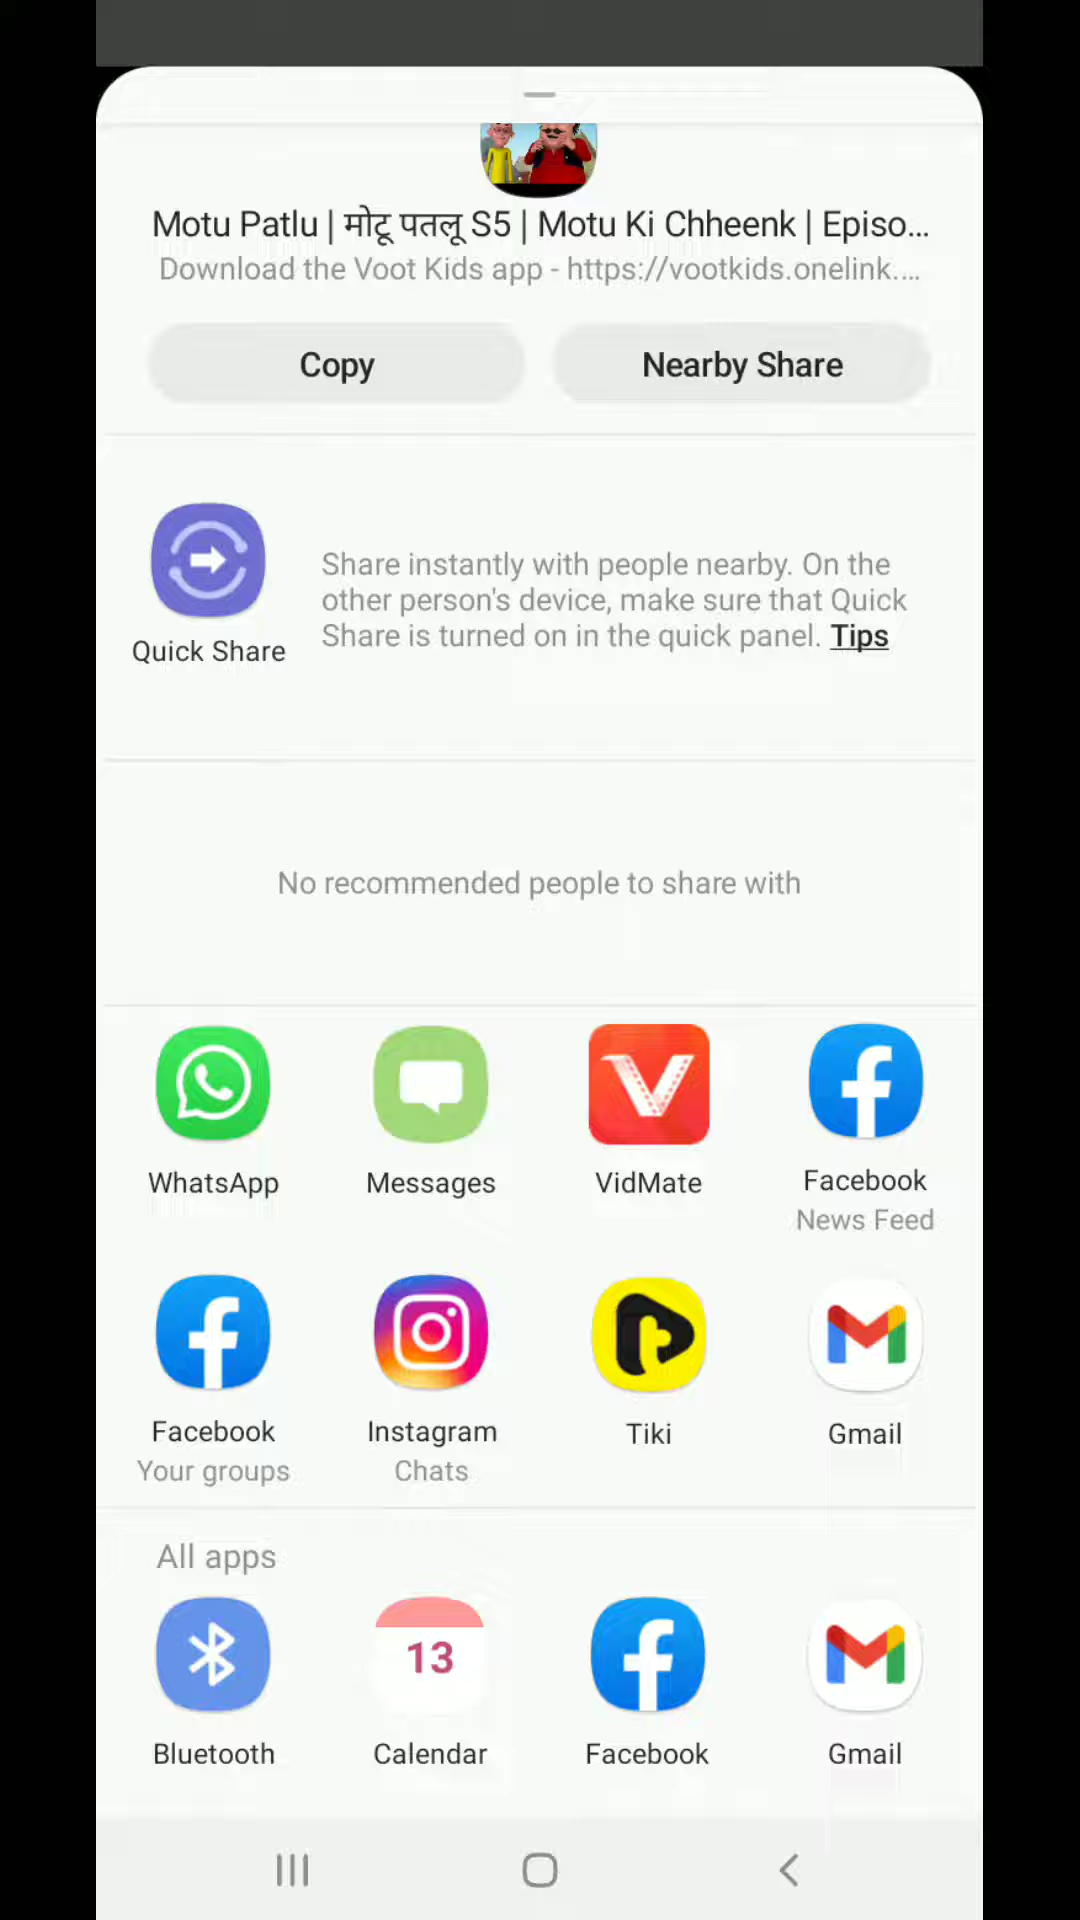 Motu Patlu | मोटू पतलू S5 | Motu Ki Chheenk | Episo...
Download the Voot Kids app - https://vootkids.onelink....
Copy
Nearby Share
Share instantly with people nearby. On the
other person's device, make sure that Quick
Share is turned on in the quick panel. Tips
Quick Share
No recommended people to share with
WhatsApp
Messages
VidMate
Facebook
News Feed
Facebook
Your groups
Instagram
Chats
Tiki
Gmail
All apps
13
Bluetooth
Calendar
Facebook
Gmail